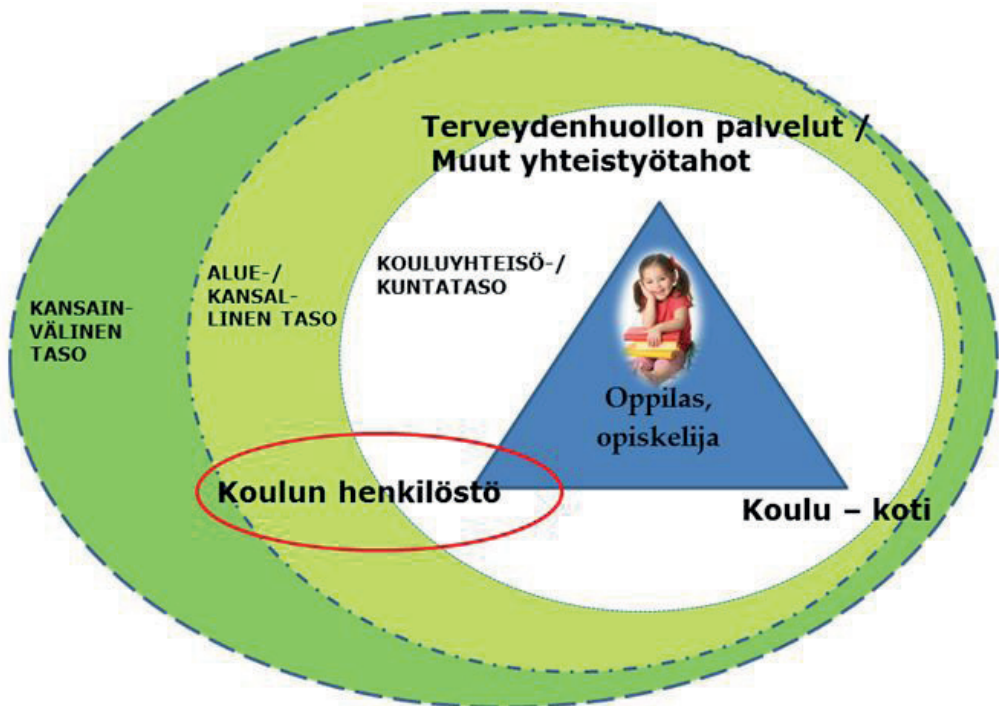 Terveydenhuollon palvelut /
Muut yhteistyötahot
KANSAIN-
VÄLINEN
TASO
ALUE-/
KANSAL-
LINEN TASO
KOULUYHTEISÖ-/
KUNTATASO
Oppilas,
opiskelija
Koulun henkilöstö
Koulu – koti